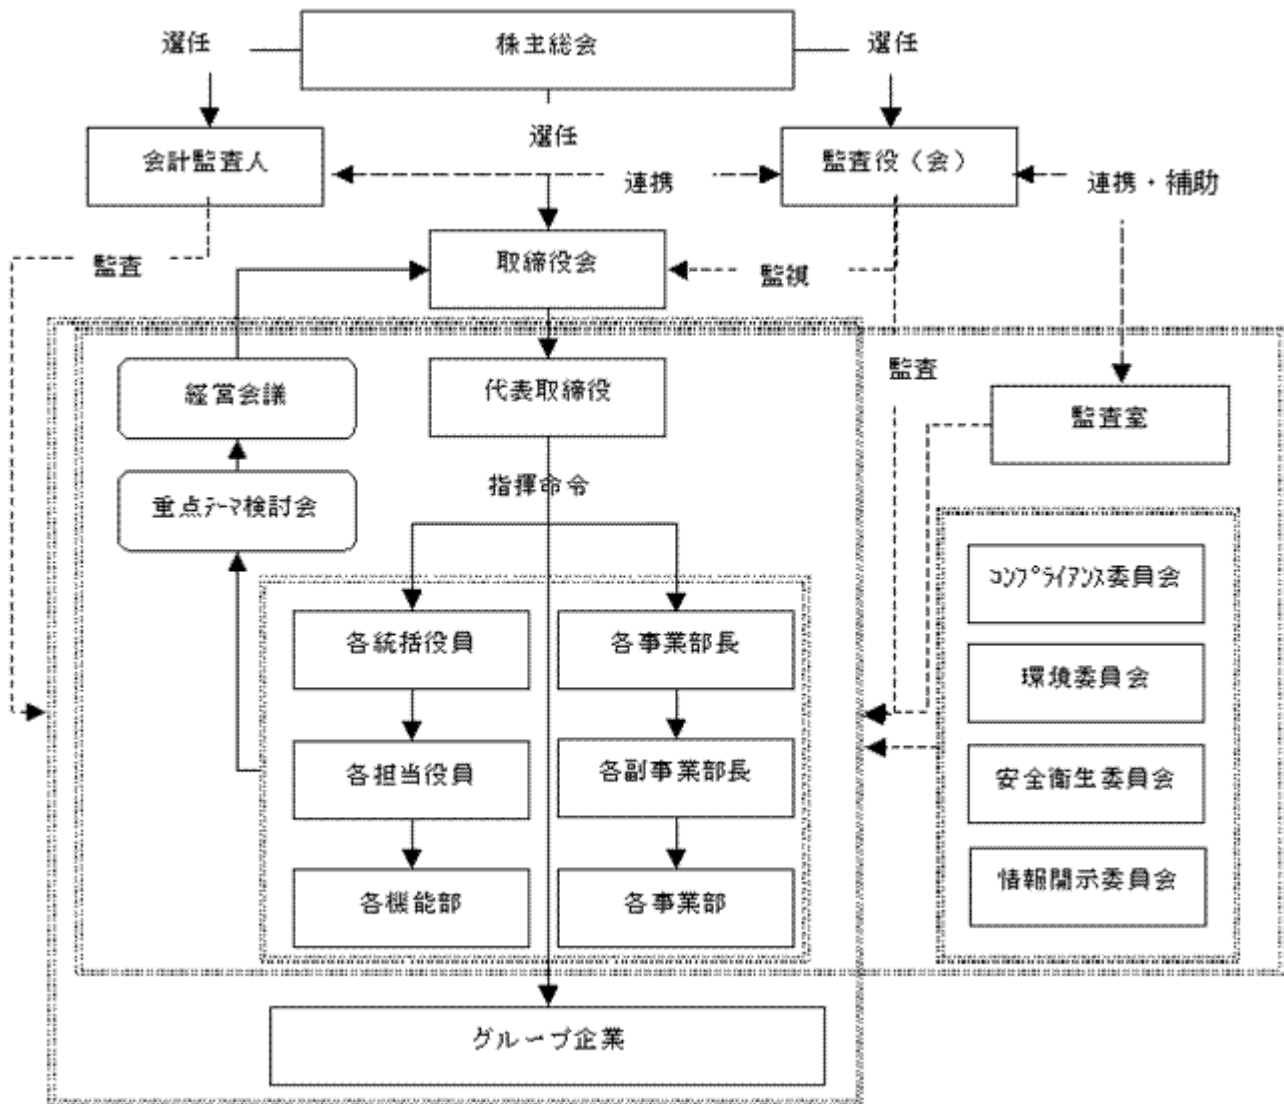 株主総会
選任
選任
選任
会計監査人
監査役（会）
連携
連携・補助
取締役会
監査
監視
経営会議
代表取締役
監査
監査室
重点ﾃｰﾏ検討会
指揮命令
ｺﾝﾌﾟﾗｲｱﾝｽ委員会
各統括役員
各事業部長
環境委員会
各担当役員
各副事業部長
安全衛生委員会
各機能部
各事業部
情報開示委員会
グループ企業